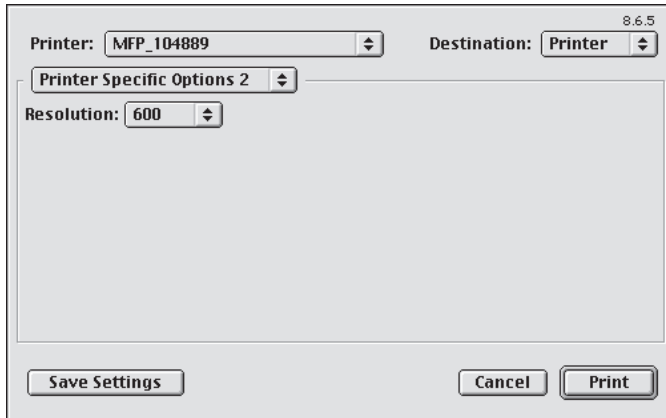 8.6.5
Printer: MFP_104889 Destination: Printer
Printer Specific Options 2
Resolution: 600
Save Settings Cancel Print